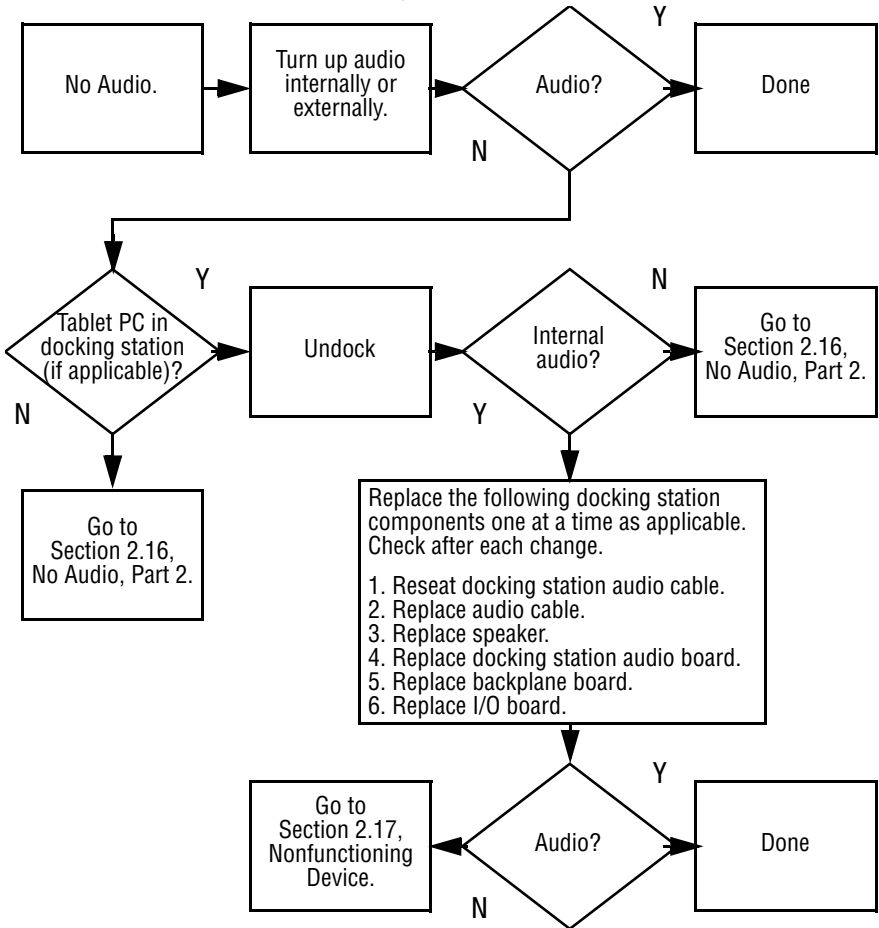 No Audio.
Turn up audio
internally or
externally.
Audio?
Y
Done
N
Tablet PC in
docking station
(if applicable)?
Y
Undock
Internal
audio?
N
Go to
Section 2.16,
No Audio, Part 2.
N
Y
Go to
Section 2.16,
No Audio, Part 2.
Replace the following docking station
components one at a time as applicable.
Check after each change.
1. Reseat docking station audio cable.
2. Replace audio cable.
3. Replace speaker.
4. Replace docking station audio board.
5. Replace backplane board.
6. Replace I/O board.
Go to
Section 2.17,
Nonfunctioning
Device.
Audio?
Y
Done
N